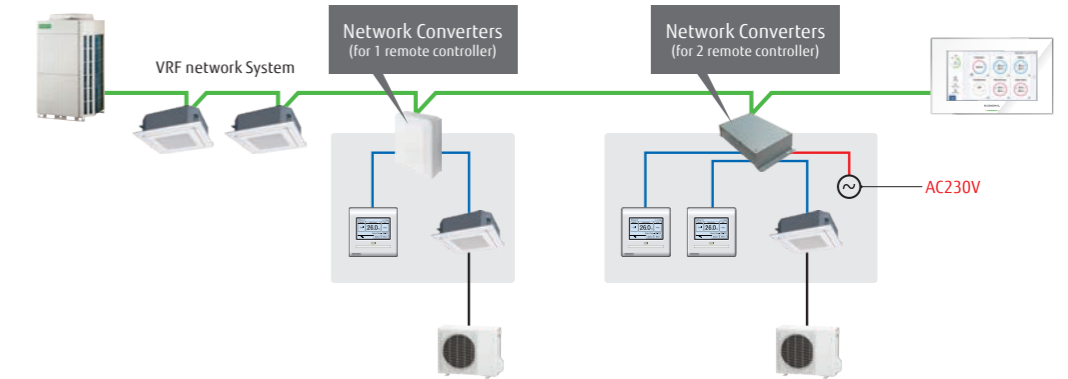 Network Converters
(for 1 remote controller)
Network Converters
(for 2 remote controller)
VRF network System
AC230V
26.0
26.0
26.0